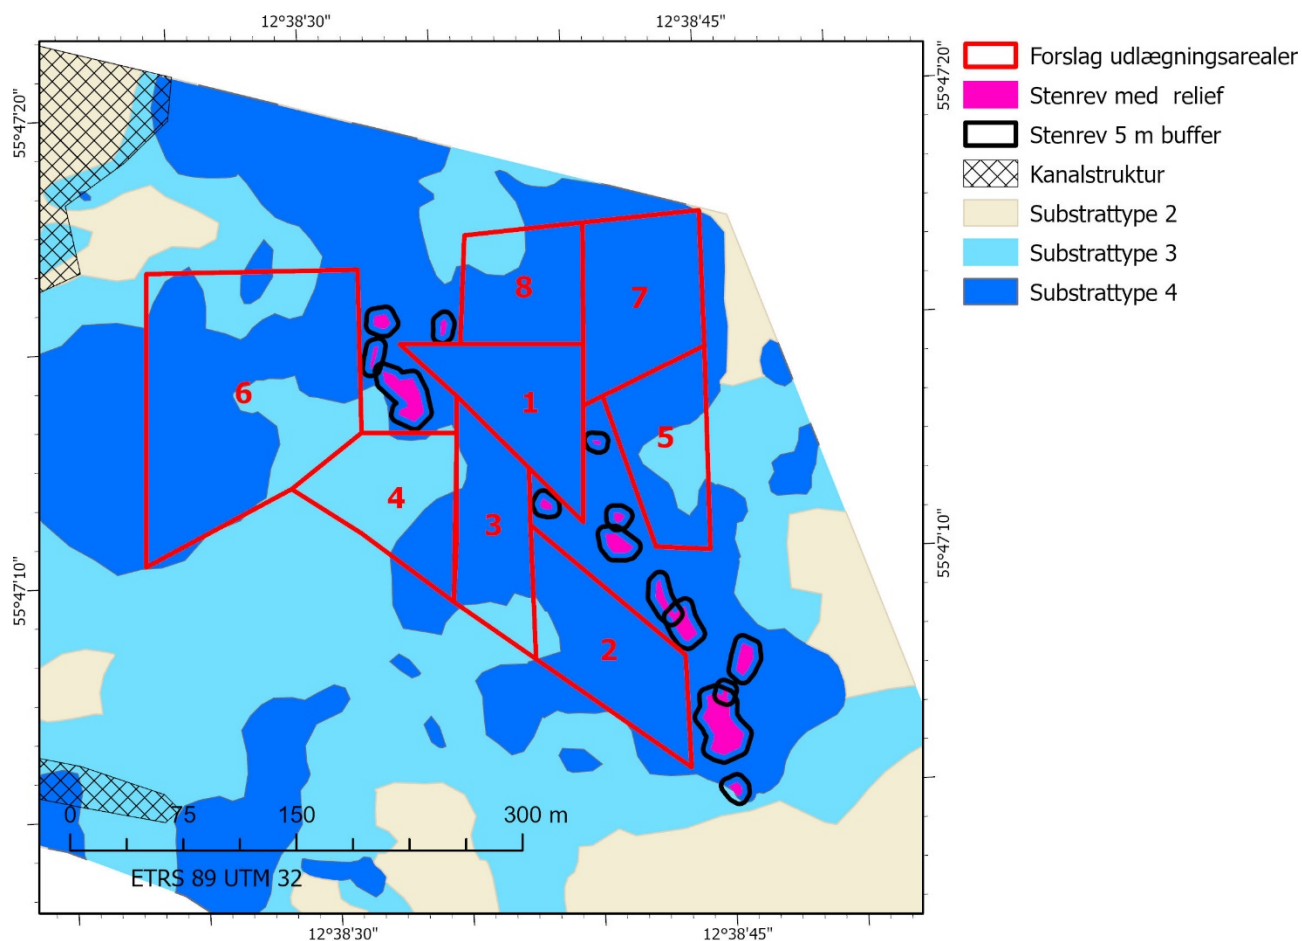 12°38'30"
12°38'45"
55°47'20"
55°47'20"
Forslag udlægningsarealer
Stenrev med relief
Stenrev 5 m buffer
Kanalstruktur
Substrattype 2
Substrattype 3
Substrattype 4
8
7
6
1
5
4
3
2
55°47'10"
55°47'10"
0
75
150
300 m
ETRS 89 UTM 32
12°38'30"
12°38'45"